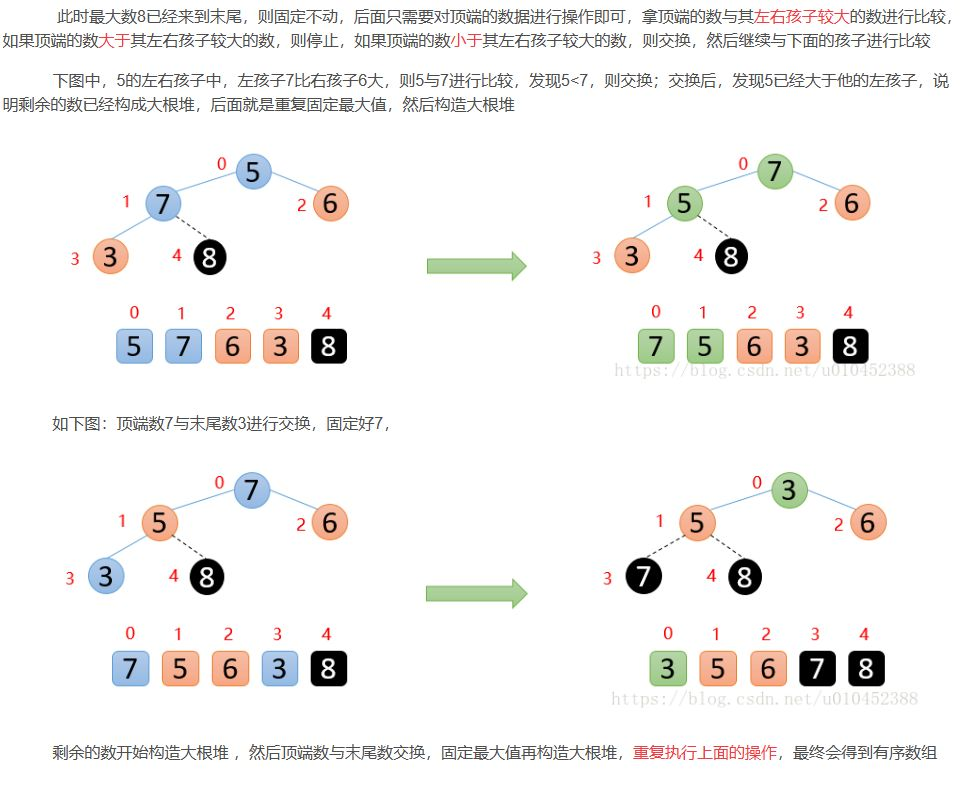 此时最大数8已经来到末尾，则固定不动，后面只需要对顶端的数据进行操作即可，拿顶端的数与其左右孩子较大的数进行比较，
如果顶端的数大于其左右孩子较大的数，则停止，如果顶端的数小于其左右孩子较大的数，则交换，然后继续与下面的孩子进行比较
下图中，5的左右孩子中，左孩子7比右孩子6大，则5与7进行比较，发现5<7，则交换；交换后，发现5已经大于他的左孩子，说
明剩余的数已经构成大根堆，后面就是重复固定最大值，然后构造大根堆
0 5
1 7 2 6
3 3 4 8
0 1 2 3 4
5 7 6 3 8
0 7
1 5 2 6
3 3 4 8
0 1 2 3 4
7 5 6 3 8
https://blog.csdn.net/u010452388
如下图：顶端数7与末尾数3进行交换，固定好7，
0 7
1 5 2 6
3 3 4 8
0 1 2 3 4
7 5 6 3 8
0 3
1 5 2 6
3 7 4 8
0 1 2 3 4
3 5 6 7 8
https://blog.csdn.net/u010452388
剩余的数开始构造大根堆 ，然后顶端数与末尾数交换，固定最大值再构造大根堆，重复执行上面的操作，最终会得到有序数组